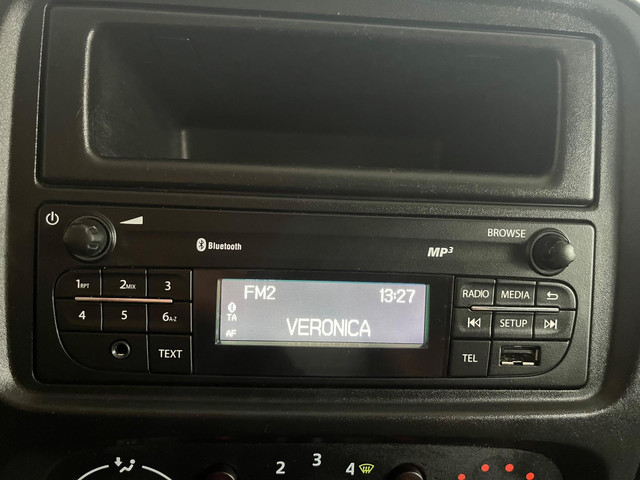 Bluetooth
MP3
BROWSE
1RPT 2MIX 3
4 5 6A-Z
TEXT
FM2 13:27
TA
AF
VERONICA
RADIO MEDIA
SETUP
TEL
2 3 4